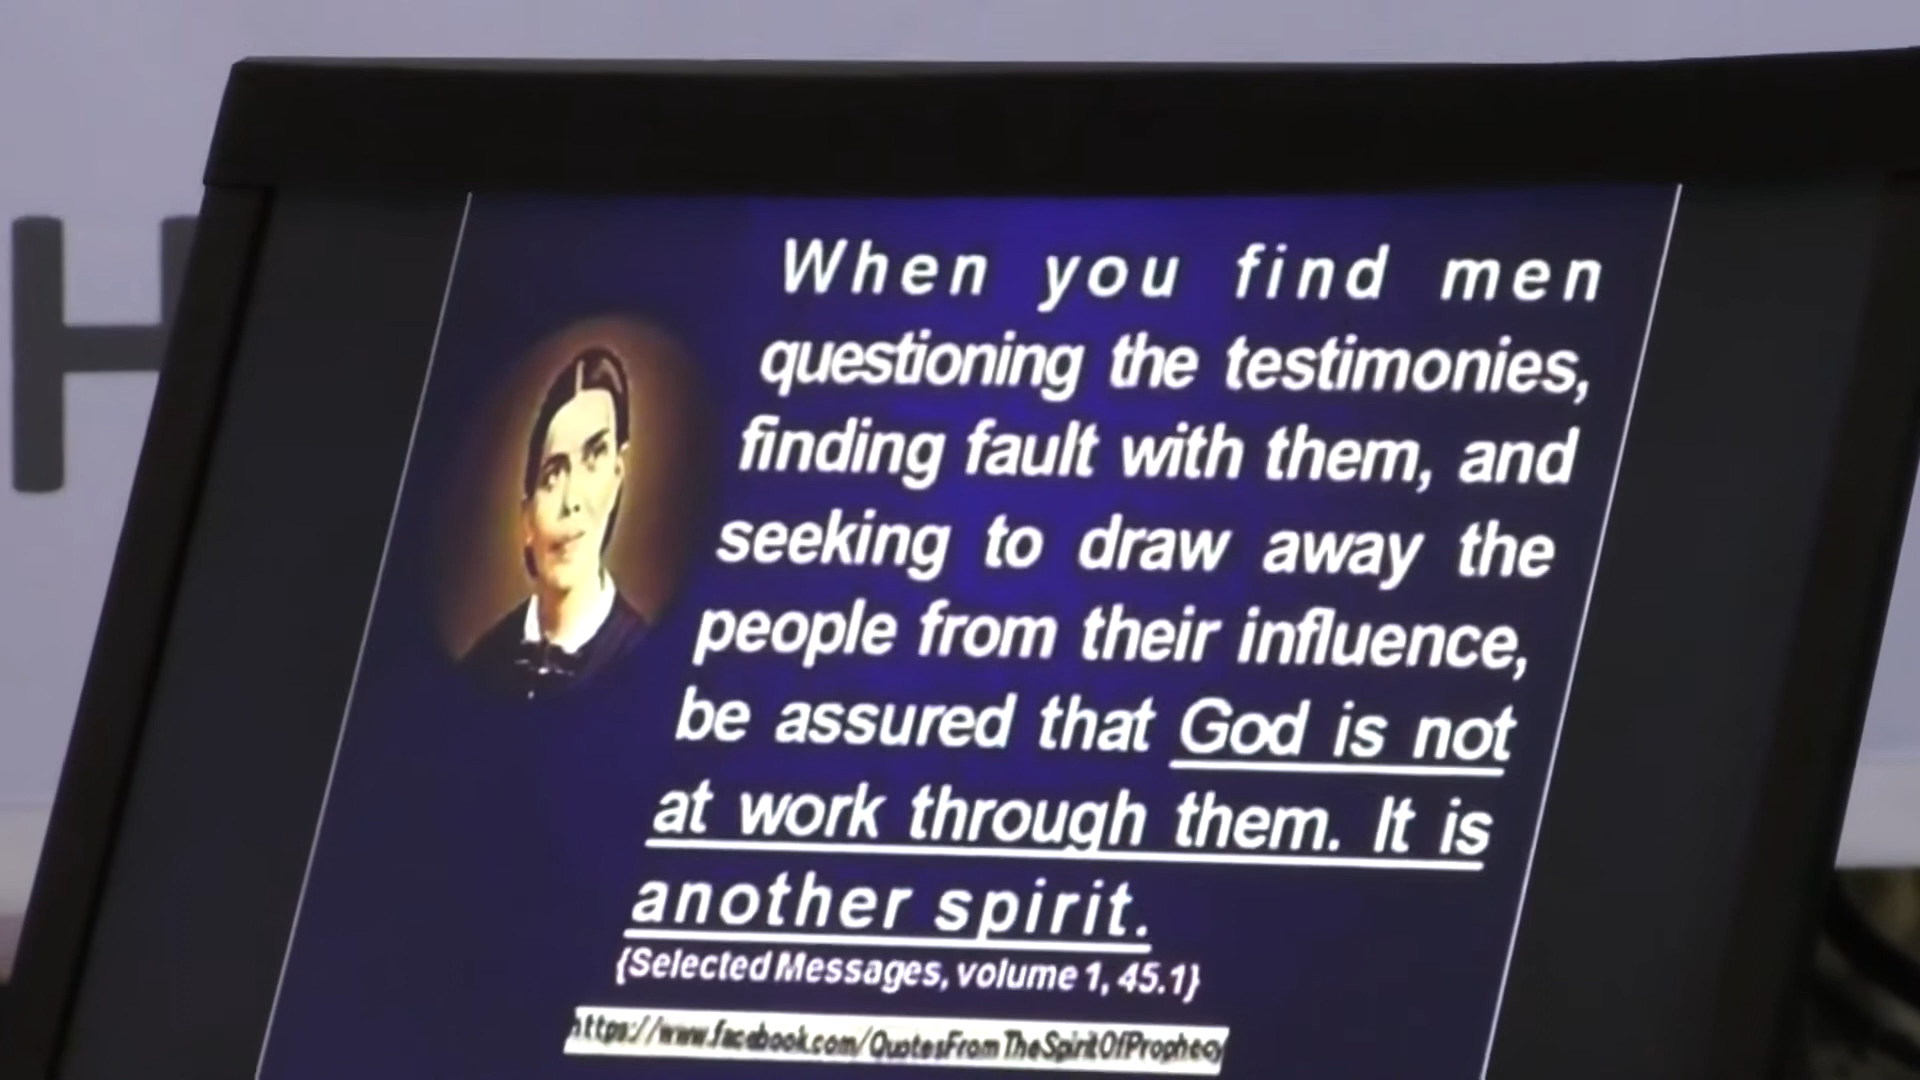 H
When you find men
questioning the testimonies,
finding fault with them, and
seeking to draw away the
people from their influence,
be assured that God is not
at work through them. It is
another spirit.
{Selected Messages, volume 1, 45.1}
https://www.facebook.com/QuotesFromTheSpiritOfProphecy